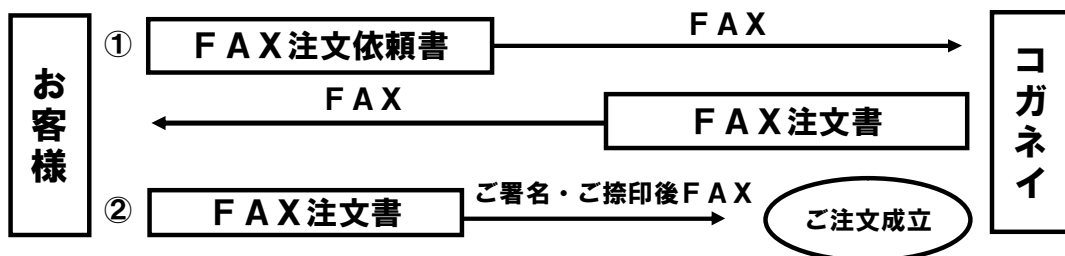 お客様
① FAX注文依頼書
FAX
コガネイ
FAX
FAX注文書
② FAX注文書
ご署名・ご捺印後FAX
ご注文成立